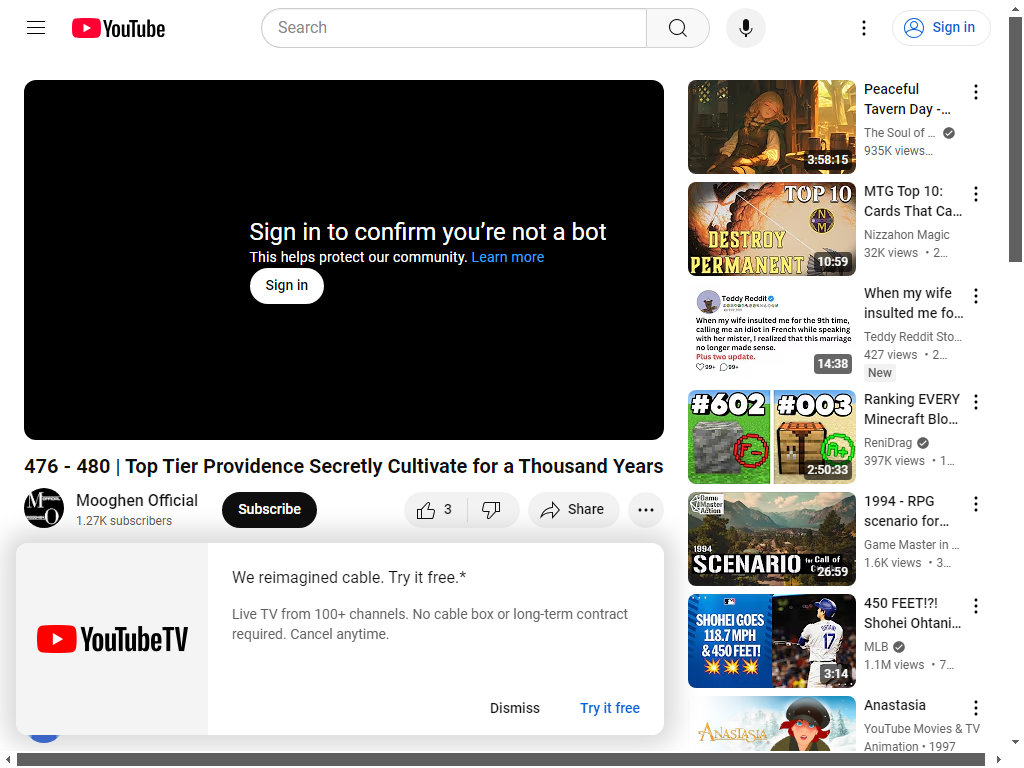 YouTube
Search
Sign in
Sign in to confirm you’re not a bot
This helps protect our community. Learn more
Sign in
476 - 480 | Top Tier Providence Secretly Cultivate for a Thousand Years
Mooghen Official
1.27K subscribers
Subscribe
3
Share
YouTubeTV
We reimagined cable. Try it free.*
Live TV from 100+ channels. No cable box or long-term contract
required. Cancel anytime.
Dismiss
Try it free
3:58:15
Peaceful
Tavern Day -...
The Soul of ...
935K views...
TOP 10
DESTROY
PERMANENT
10:59
MTG Top 10:
Cards That Ca...
Nizzahon Magic
32K views • 2...
Teddy Reddit
When my wife insulted me for the 9th time,
calling me an idiot in French while speaking
with her mister, I realized that this marriage
no longer made sense.
Plus two update.
99+ 99+
14:38
When my wife
insulted me fo...
Teddy Reddit Sto...
427 views • 2...
New
#602 #003
2:50:33
Ranking EVERY
Minecraft Blo...
ReniDrag
397K views • 1...
Game
Master
Action
1994
SCENARIO
26:59
1994 - RPG
scenario for...
Game Master in ...
1.6K views • 3...
SHOHEI GOES
118.7 MPH
& 450 FEET!
3:14
450 FEET!?!
Shohei Ohtani...
MLB
1.1M views • 7...
ANASTASIA
Anastasia
YouTube Movies & TV
Animation • 1997